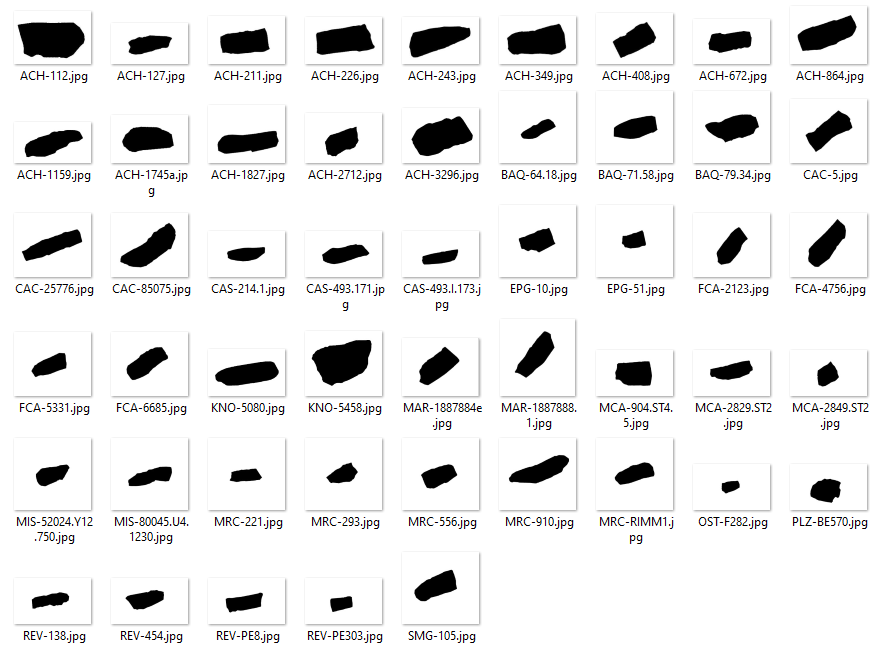 ACH-112.jpg ACH-127.jpg ACH-211.jpg ACH-226.jpg ACH-243.jpg ACH-349.jpg ACH-408.jpg ACH-672.jpg ACH-864.jpg
ACH-1159.jpg ACH-1745a.jp ACH-1827.jpg ACH-2712.jpg ACH-3296.jpg BAQ-64.18.jpg BAQ-71.58.jpg BAQ-79.34.jpg CAC-5.jpg
g
CAC-25776.jpg CAC-85075.jpg CAS-214.1.jpg CAS-493.171.jp CAS-493.I.173.j EPG-10.jpg EPG-51.jpg FCA-2123.jpg FCA-4756.jpg
g pg
FCA-5331.jpg FCA-6685.jpg KNO-5080.jpg KNO-5458.jpg MAR-1887884e MAR-1887888. MCA-904.ST4. MCA-2829.ST2 MCA-2849.ST2
.jpg 1.jpg 5.jpg .jpg .jpg
MIS-52024.Y12 MIS-80045.U4. MRC-221.jpg MRC-293.jpg MRC-556.jpg MRC-910.jpg MRC-RIMM1.j OST-F282.jpg PLZ-BE570.jpg
.750.jpg 1230.jpg pg
REV-138.jpg REV-454.jpg REV-PE8.jpg REV-PE303.jpg SMG-105.jpg